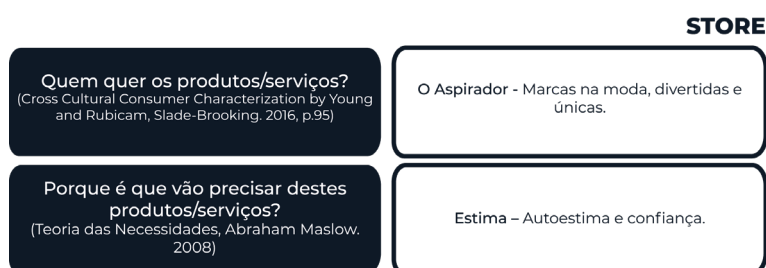 STORE
Quem quer os produtos/serviços?
(Cross Cultural Consumer Characterization by Young
and Rubicam, Slade-Brooking. 2016, p.95)
O Aspirador - Marcas na moda, divertidas e
únicas.
Porque é que vão precisar destes
produtos/serviços?
(Teoria das Necessidades, Abraham Maslow.
2008)
Estima – Autoestima e confiança.